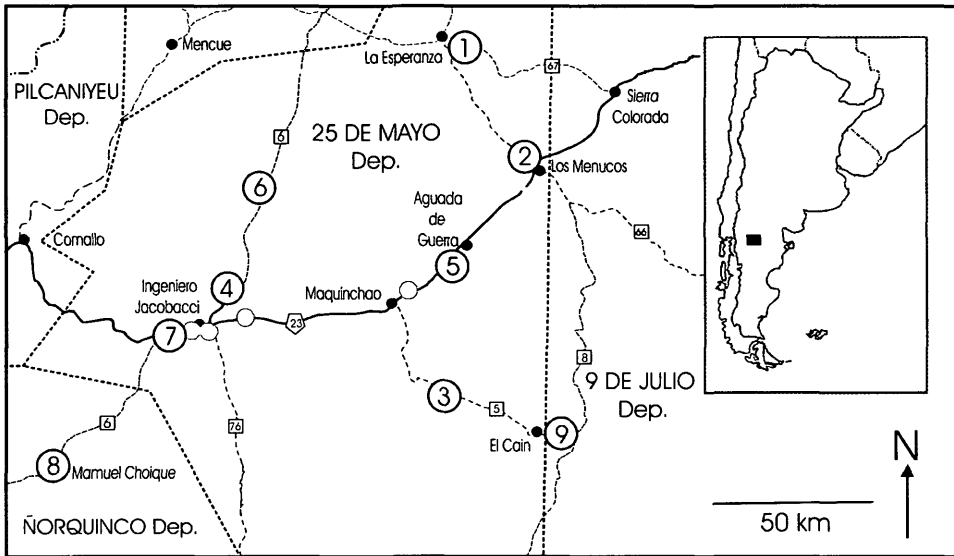 Mencue
La Esperanza
1
67
Sierra
Colorada
PILCANIYEU
Dep.
25 DE MAYO
Dep.
6
2
Los Menucos
6
Aguada
de
Guerra
66
Comallo
5
Ingeniero
Jacobacci
4
Maquinchao
23
7
8
9 DE JULIO
Dep.
3
5
6
76
El Cain
9
8
Mamuel Choique
ÑORQUINCO Dep.
N
50 km